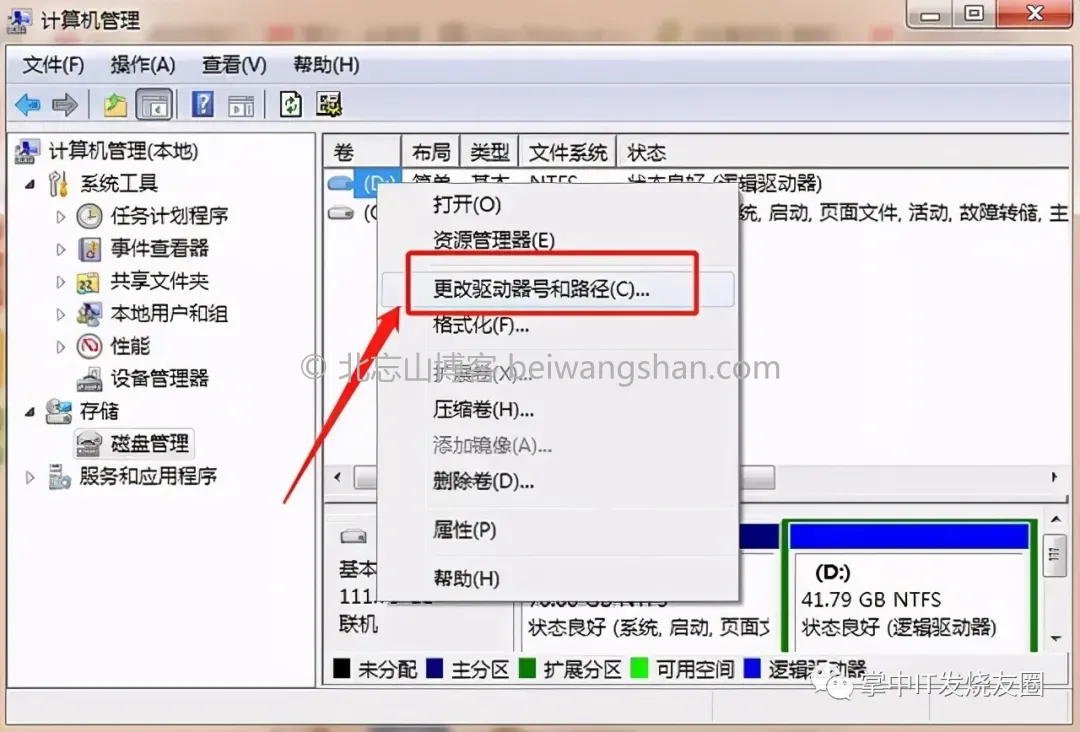 计算机管理
文件(F) 操作(A) 查看(V) 帮助(H)
计算机管理(本地)
系统工具
任务计划程序
事件查看器
共享文件夹
本地用户和组
性能
设备管理器
存储
磁盘管理
服务和应用程序
卷 布局 类型 文件系统 状态
(D:) 简单 基本 NTFS 状态良好 (逻辑驱动器)
(C 统, 启动, 页面文件, 活动, 故障转储, 主
打开(O)
资源管理器(E)
更改驱动器号和路径(C)...
格式化(F)...
扩展卷(X)...
压缩卷(H)...
添加镜像(A)...
删除卷(D)...
属性(P)
帮助(H)
© 北忘山博客 beiwangshan.com
基本
联机
状态良好 (系统, 启动, 页面文
(D:)
41.79 GB NTFS
状态良好 (逻辑驱动器)
未分配 主分区 扩展分区 可用空间 逻辑驱动器
掌中IT发烧友圈